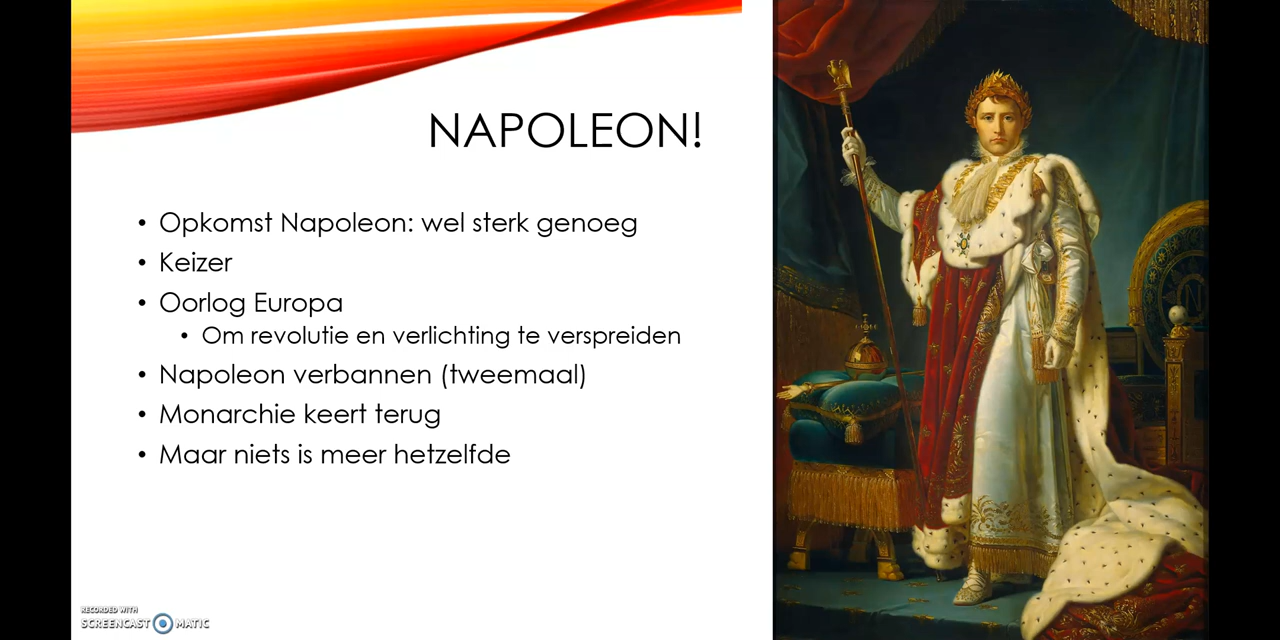 NAPOLEON!
• Opkomst Napoleon: wel sterk genoeg
• Keizer
• Oorlog Europa
• Om revolutie en verlichting te verspreiden
• Napoleon verbannen (tweemaal)
• Monarchie keert terug
• Maar niets is meer hetzelfde
RECORDED WITH
SCREENCAST MATIC
N